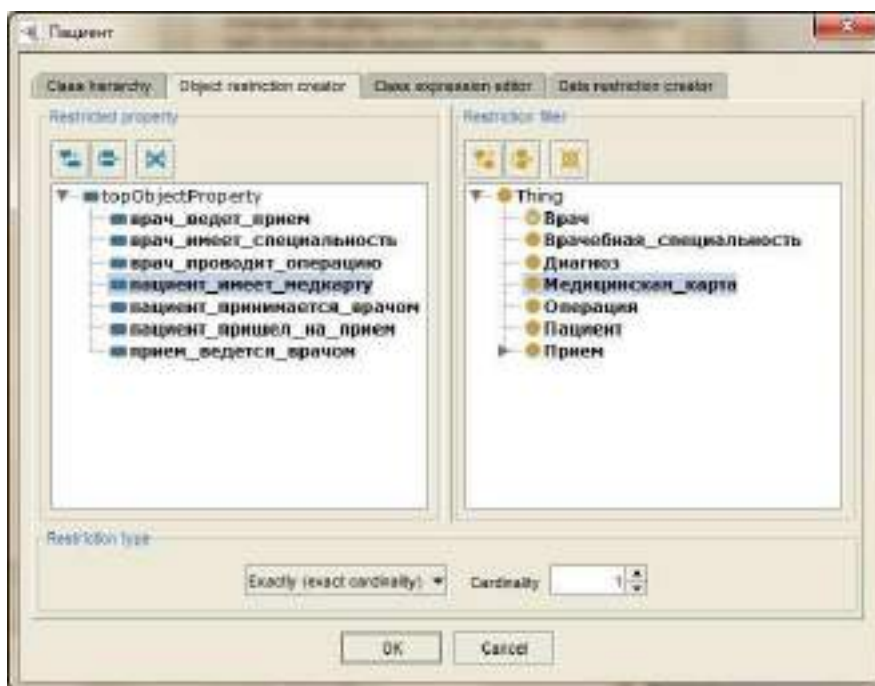 Пациент
Class hierarchy
Object restriction creator
Class expression editor
Data restriction creator
Restricted property
Restriction filler
topObjectProperty
врач_ведет_прием
врач_имеет_специальность
врач_проводит_операцию
пациент_имеет_медкарту
пациент_принимается_врачом
пациент_пришел_на_прием
прием_ведется_врачом
Thing
Врач
Врачебная_специальность
Диагноз
Медицинская_карта
Операция
Пациент
Прием
Restriction type
Exactly (exact cardinality)
Cardinality
1
OK
Cancel